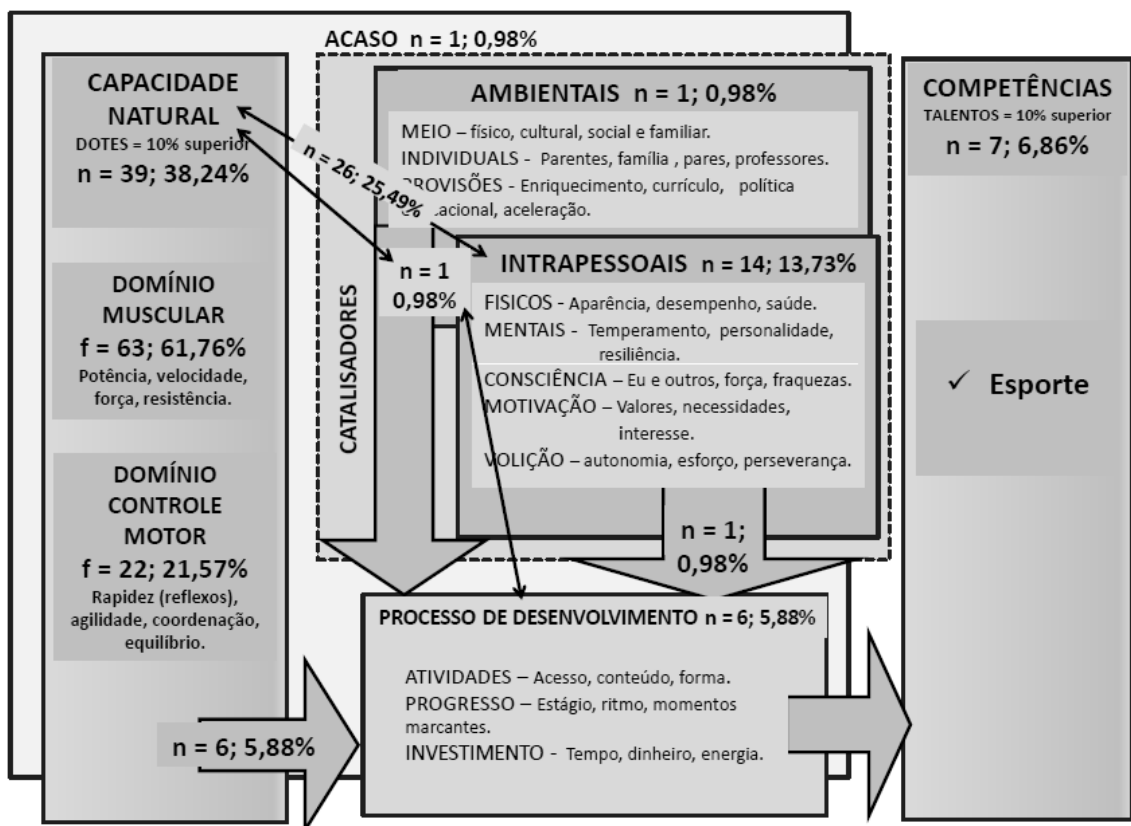 ACASO n = 1; 0,98%
CAPACIDADE
NATURAL
DOTES = 10% superior
n = 39; 38,24%
DOMÍNIO
MUSCULAR
f = 63; 61,76%
Potência, velocidade,
força, resistência.
DOMÍNIO
CONTROLE
MOTOR
f = 22; 21,57%
Rapidez (reflexos),
agilidade, coordenação,
equilíbrio.
n = 6; 5,88%
n = 26; 25,49%
n = 1
0,98%
CATALISADORES
AMBIENTAIS n = 1; 0,98%
MEIO – físico, cultural, social e familiar.
INDIVIDUALS - Parentes, família , pares, professores.
PROVISÕES - Enriquecimento, currículo, política
cacional, aceleração.
INTRAPESSOAIS n = 14; 13,73%
FISICOS - Aparência, desempenho, saúde.
MENTAIS - Temperamento, personalidade,
resiliência.
CONSCIÊNCIA – Eu e outros, força, fraquezas.
MOTIVAÇÃO – Valores, necessidades,
interesse.
VOLIÇÃO – autonomia, esforço, perseverança.
n = 1;
0,98%
PROCESSO DE DESENVOLVIMENTO n = 6; 5,88%
ATIVIDADES – Acesso, conteúdo, forma.
PROGRESSO – Estágio, ritmo, momentos
marcantes.
INVESTIMENTO - Tempo, dinheiro, energia.
COMPETÊNCIAS
TALENTOS = 10% superior
n = 7; 6,86%
✓ Esporte